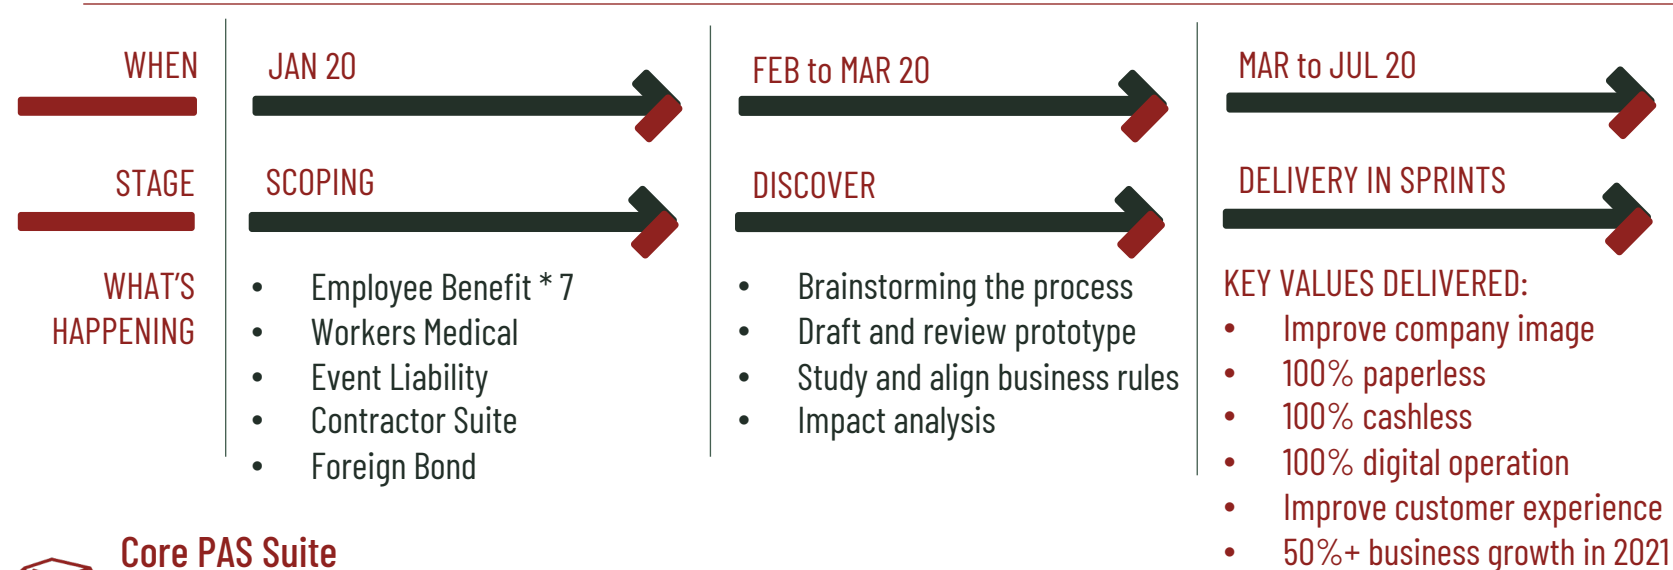 WHEN
JAN 20
FEB to MAR 20
MAR to JUL 20
STAGE
SCOPING
DISCOVER
DELIVERY IN SPRINTS
WHAT'S
HAPPENING
• Employee Benefit * 7
• Workers Medical
• Event Liability
• Contractor Suite
• Foreign Bond
• Brainstorming the process
• Draft and review prototype
• Study and align business rules
• Impact analysis
KEY VALUES DELIVERED:
• Improve company image
• 100% paperless
• 100% cashless
• 100% digital operation
• Improve customer experience
• 50%+ business growth in 2021
Core PAS Suite